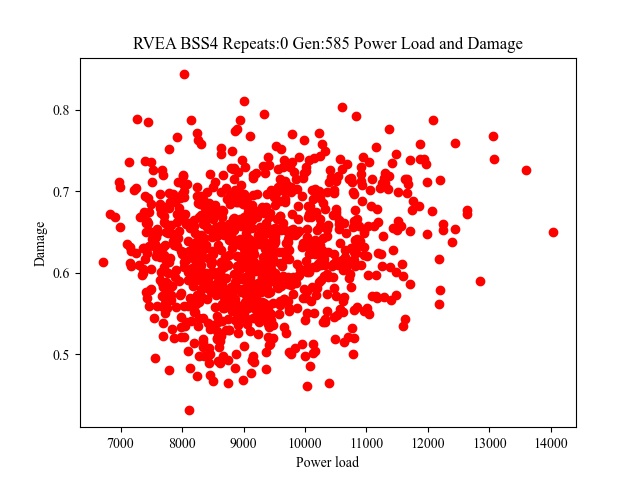 RVEA BSS4 Repeats:0 Gen:585 Power Load and Damage
0.8
0.7
0.6
0.5
Damage
7000 8000 9000 10000 11000 12000 13000 14000
Power load